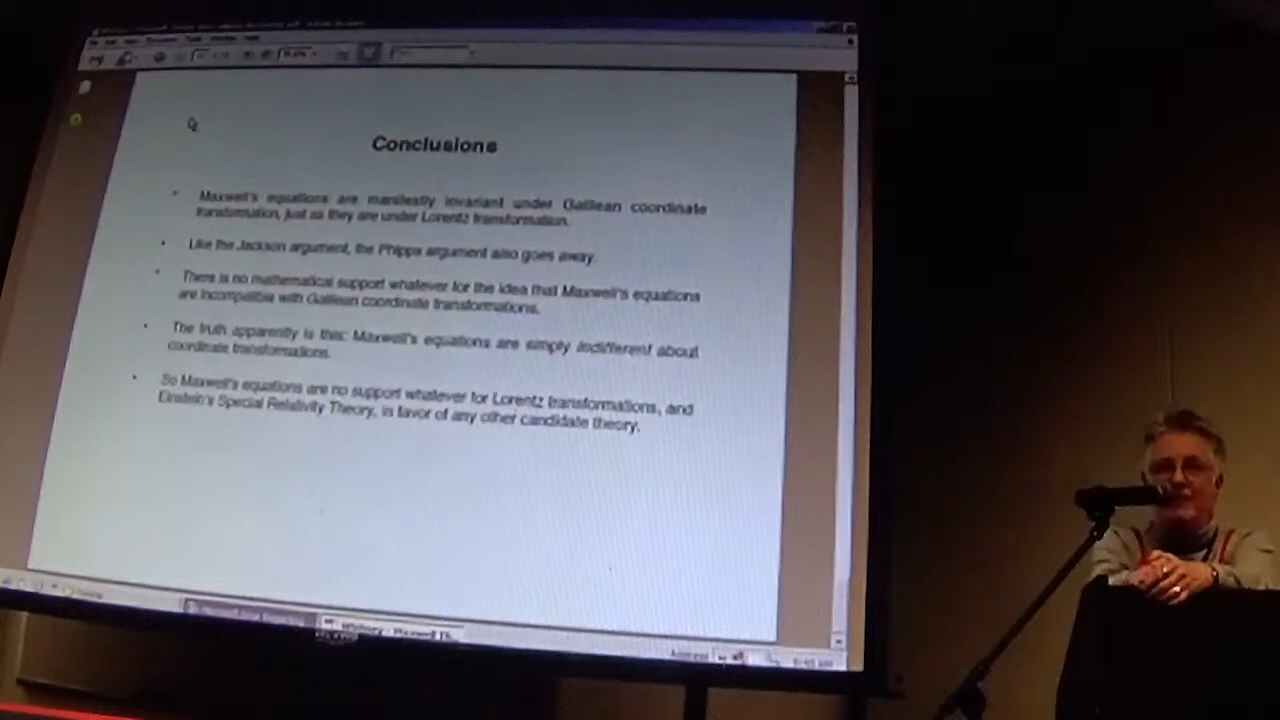 Conclusions
• Maxwell's equations are manifestly invariant under Galilean coordinate
transformation, just as they are under Lorentz transformation.
• Like the Jackson argument, the Phipps argument also goes away.
• There is no mathematical support whatever for the idea that Maxwell's equations
are incompatible with Galilean coordinate transformations.
• The truth apparently is this: Maxwell's equations are simply indifferent about
coordinate transformations.
• So Maxwell's equations are no support whatever for Lorentz transformations, and
Einstein's Special Relativity Theory, in favor of any other candidate theory.
Address